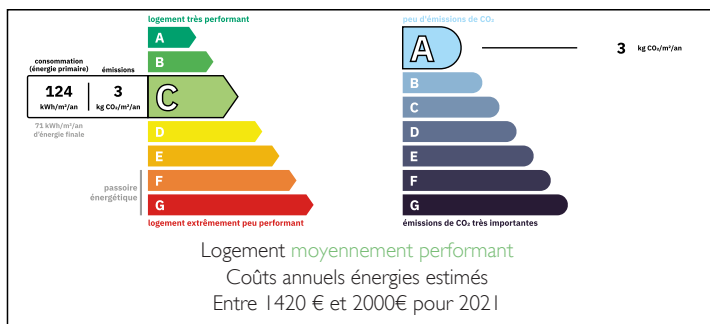 logement très performant
A
B
consommation
(énergie primaire)
émissions
124
kWh/m²/an
3
kg CO₂/m²/an
C
71 kWh/m²/an
d'énergie finale
D
E
F
G
passoire
énergétique
logement extrêmement peu performant
peu d'émissions de CO₂
A
3 kg CO₂/m²/an
B
C
D
E
F
G
émissions de CO₂ très importantes
Logement moyennement performant
Coûts annuels énergies estimés
Entre 1420 € et 2000€ pour 2021